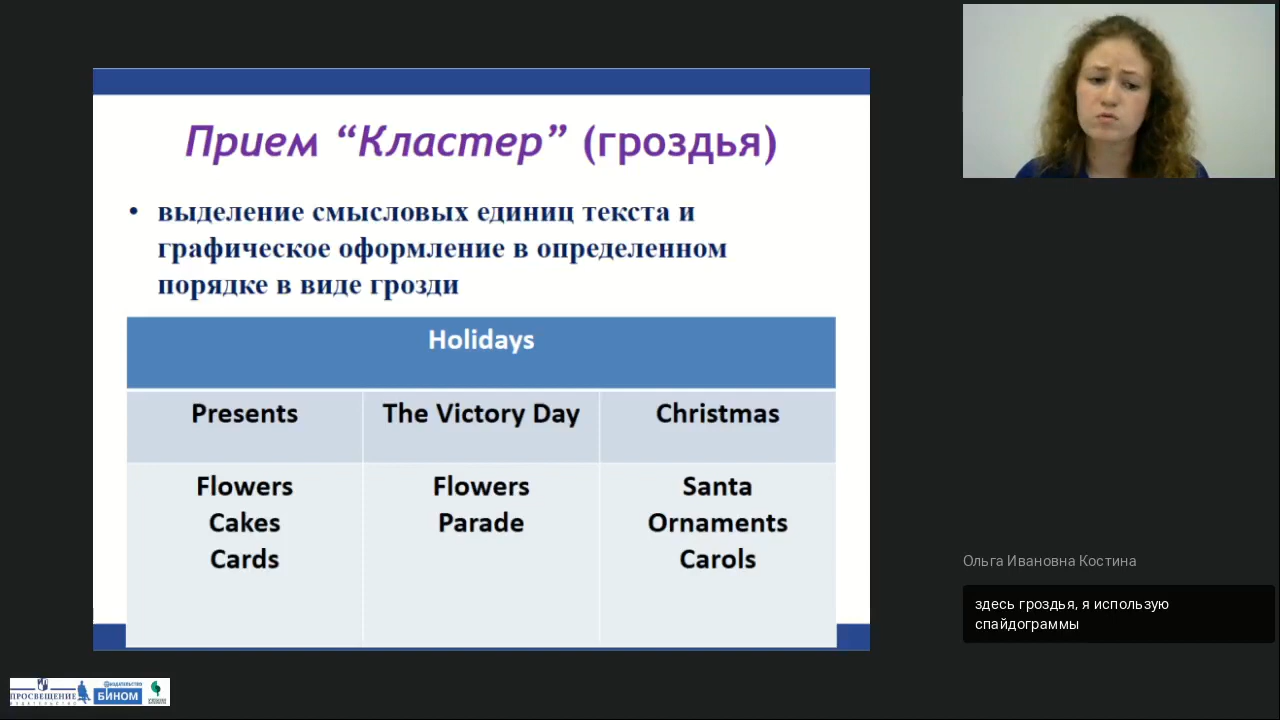 Прием “Кластер” (гроздья)
• выделение смысловых единиц текста и
графическое оформление в определенном
порядке в виде грозди
Holidays
Presents
The Victory Day
Christmas
Flowers
Cakes
Cards
Flowers
Parade
Santa
Ornaments
Carols
Ольга Ивановна Костина
здесь гроздья, я использую
спайдограммы
ПРОСВЕЩЕНИЕ
ИЗДАТЕЛЬСТВО
БИНОМ